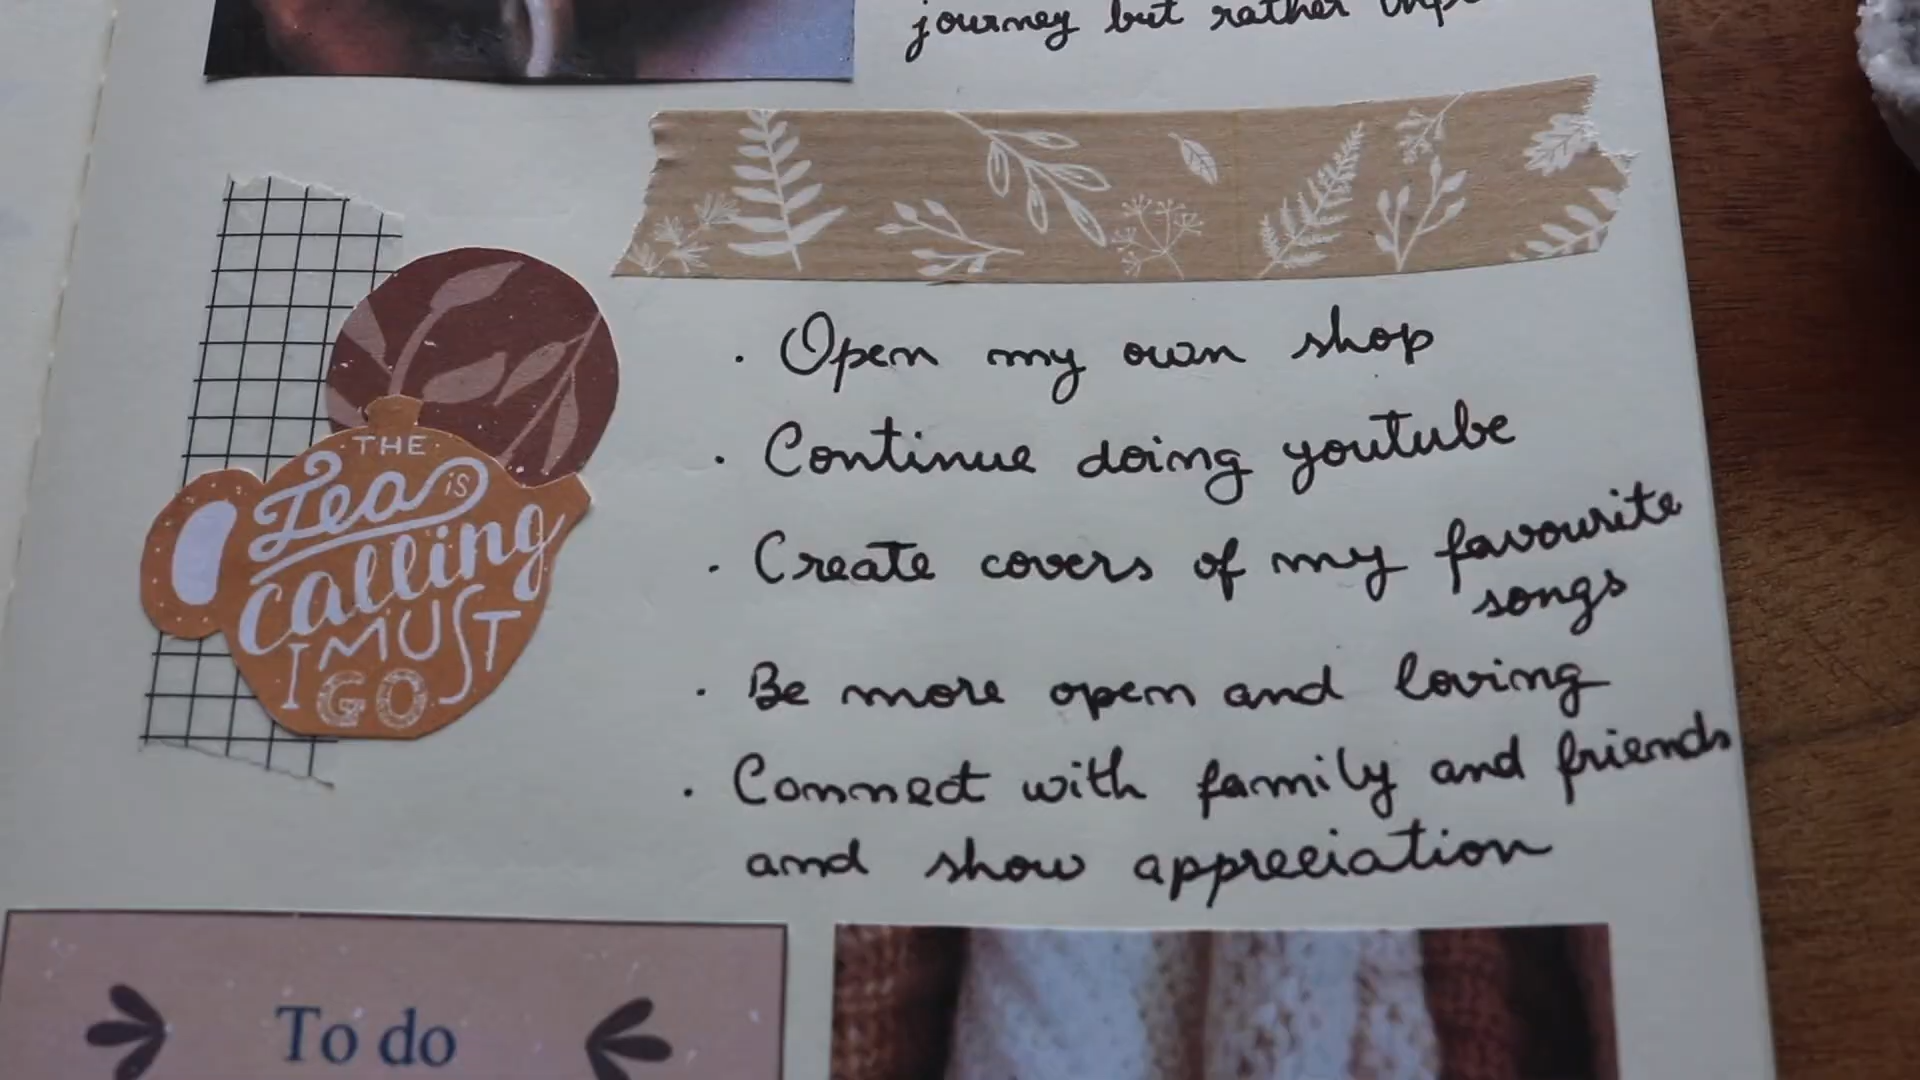 journey but rather
• Open my own shop
• Continue doing youtube
• Create covers of my favourite
songs
• Be more open and loving
• Connect with family and friends
and show appreciation
THE
Tea is
calling
I MUST
GO
To do